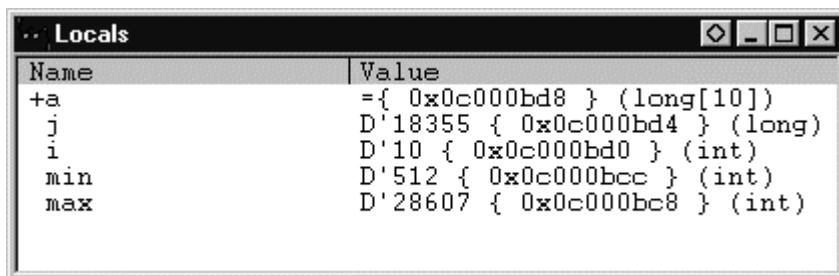 Locals
Name Value
+a ={ 0x0c000bd8 } (long[10])
j D'18355 { 0x0c000bd4 } (long)
i D'10 { 0x0c000bd0 } (int)
min D'512 { 0x0c000bcc } (int)
max D'28607 { 0x0c000bc8 } (int)